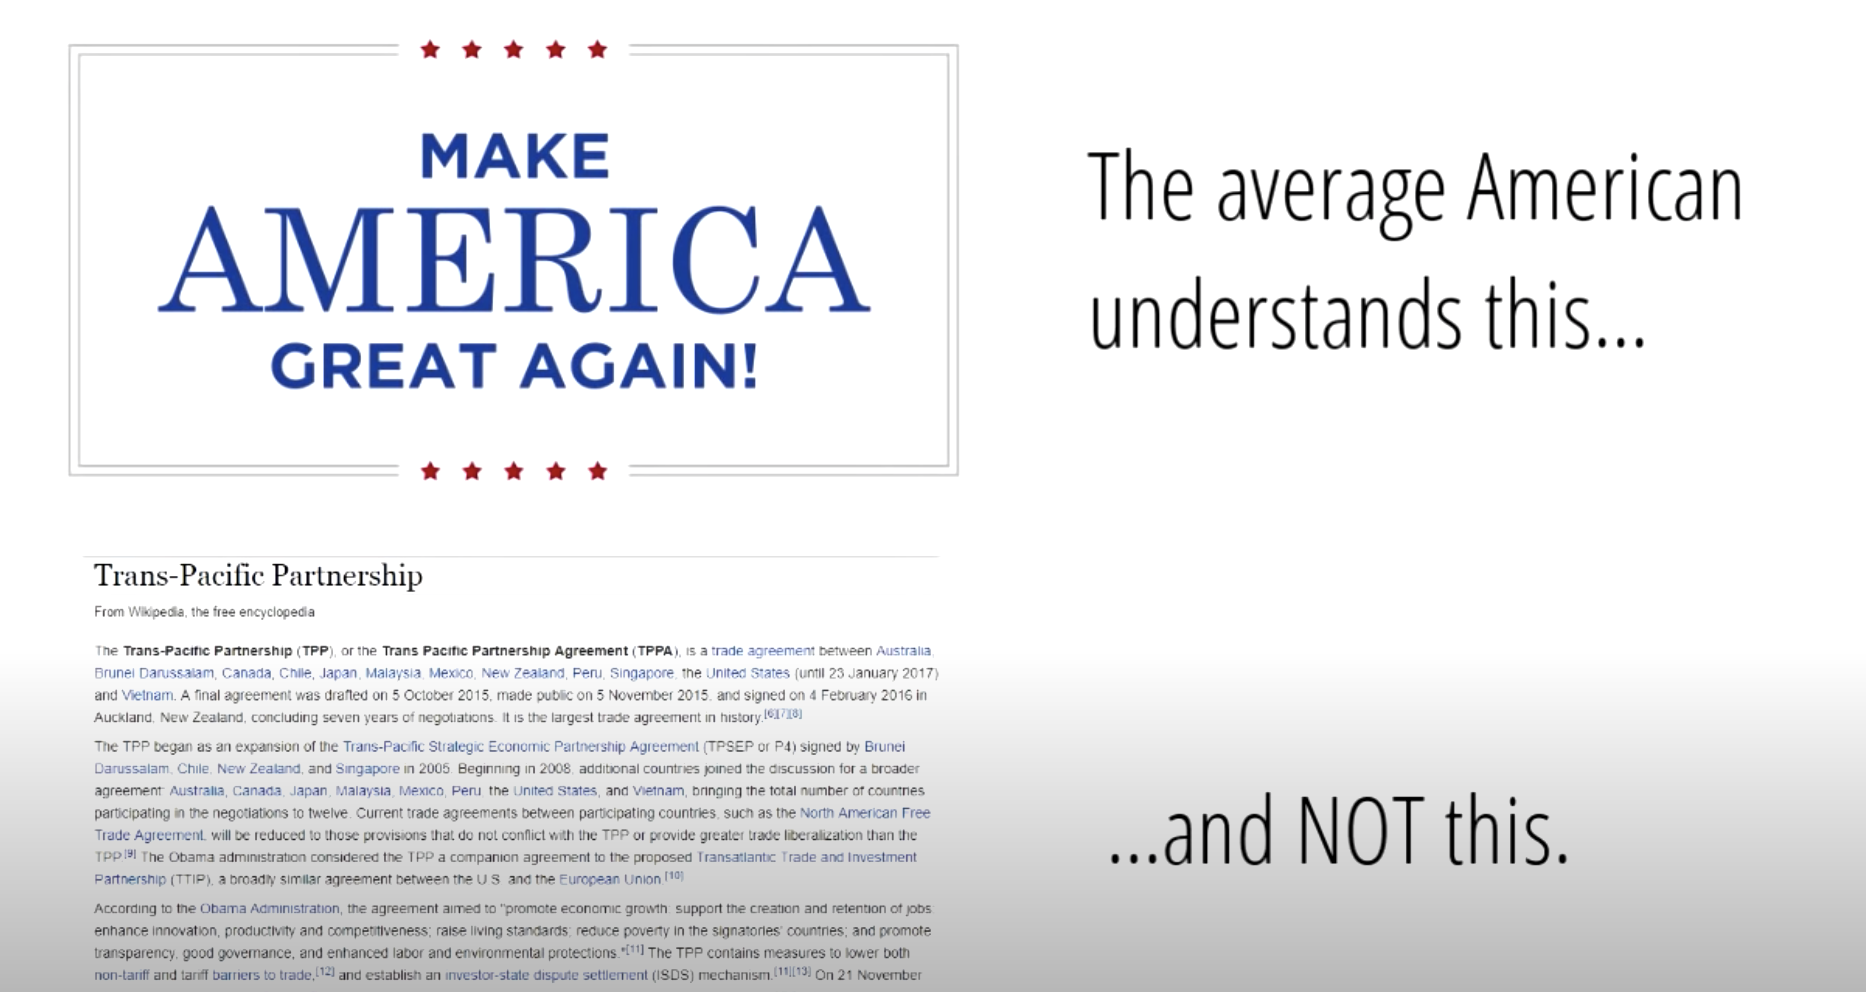 MAKE
AMERICA
GREAT AGAIN!
The average American
understands this...
Trans-Pacific Partnership
From Wikipedia, the free encyclopedia
The Trans-Pacific Partnership (TPP), or the Trans Pacific Partnership Agreement (TPPA), is a trade agreement between Australia,
Brunei Darussalam, Canada, Chile, Japan, Malaysia, Mexico, New Zealand, Peru, Singapore, the United States (until 23 January 2017)
and Vietnam. A final agreement was drafted on 5 October 2015, made public on 5 November 2015, and signed on 4 February 2016 in
Auckland, New Zealand, concluding seven years of negotiations. It is the largest trade agreement in history.[6][7][8]
The TPP began as an expansion of the Trans-Pacific Strategic Economic Partnership Agreement (TPSEP or P4) signed by Brunei
Darussalam, Chile, New Zealand, and Singapore in 2005. Beginning in 2008, additional countries joined the discussion for a broader
agreement: Australia, Canada, Japan, Malaysia, Mexico, Peru, the United States, and Vietnam, bringing the total number of countries
participating in the negotiations to twelve. Current trade agreements between participating countries, such as the North American Free
Trade Agreement, will be reduced to those provisions that do not conflict with the TPP or provide greater trade liberalization than the
TPP.[9] The Obama administration considered the TPP a companion agreement to the proposed Transatlantic Trade and Investment
Partnership (TTIP), a broadly similar agreement between the U.S. and the European Union.[10]
According to the Obama Administration, the agreement aimed to "promote economic growth; support the creation and retention of jobs;
enhance innovation, productivity and competitiveness; raise living standards; reduce poverty in the signatories' countries; and promote
transparency, good governance, and enhanced labor and environmental protections."[11] The TPP contains measures to lower both
non-tariff and tariff barriers to trade,[12] and establish an investor-state dispute settlement (ISDS) mechanism.[11][13] On 21 November
...and NOT this.